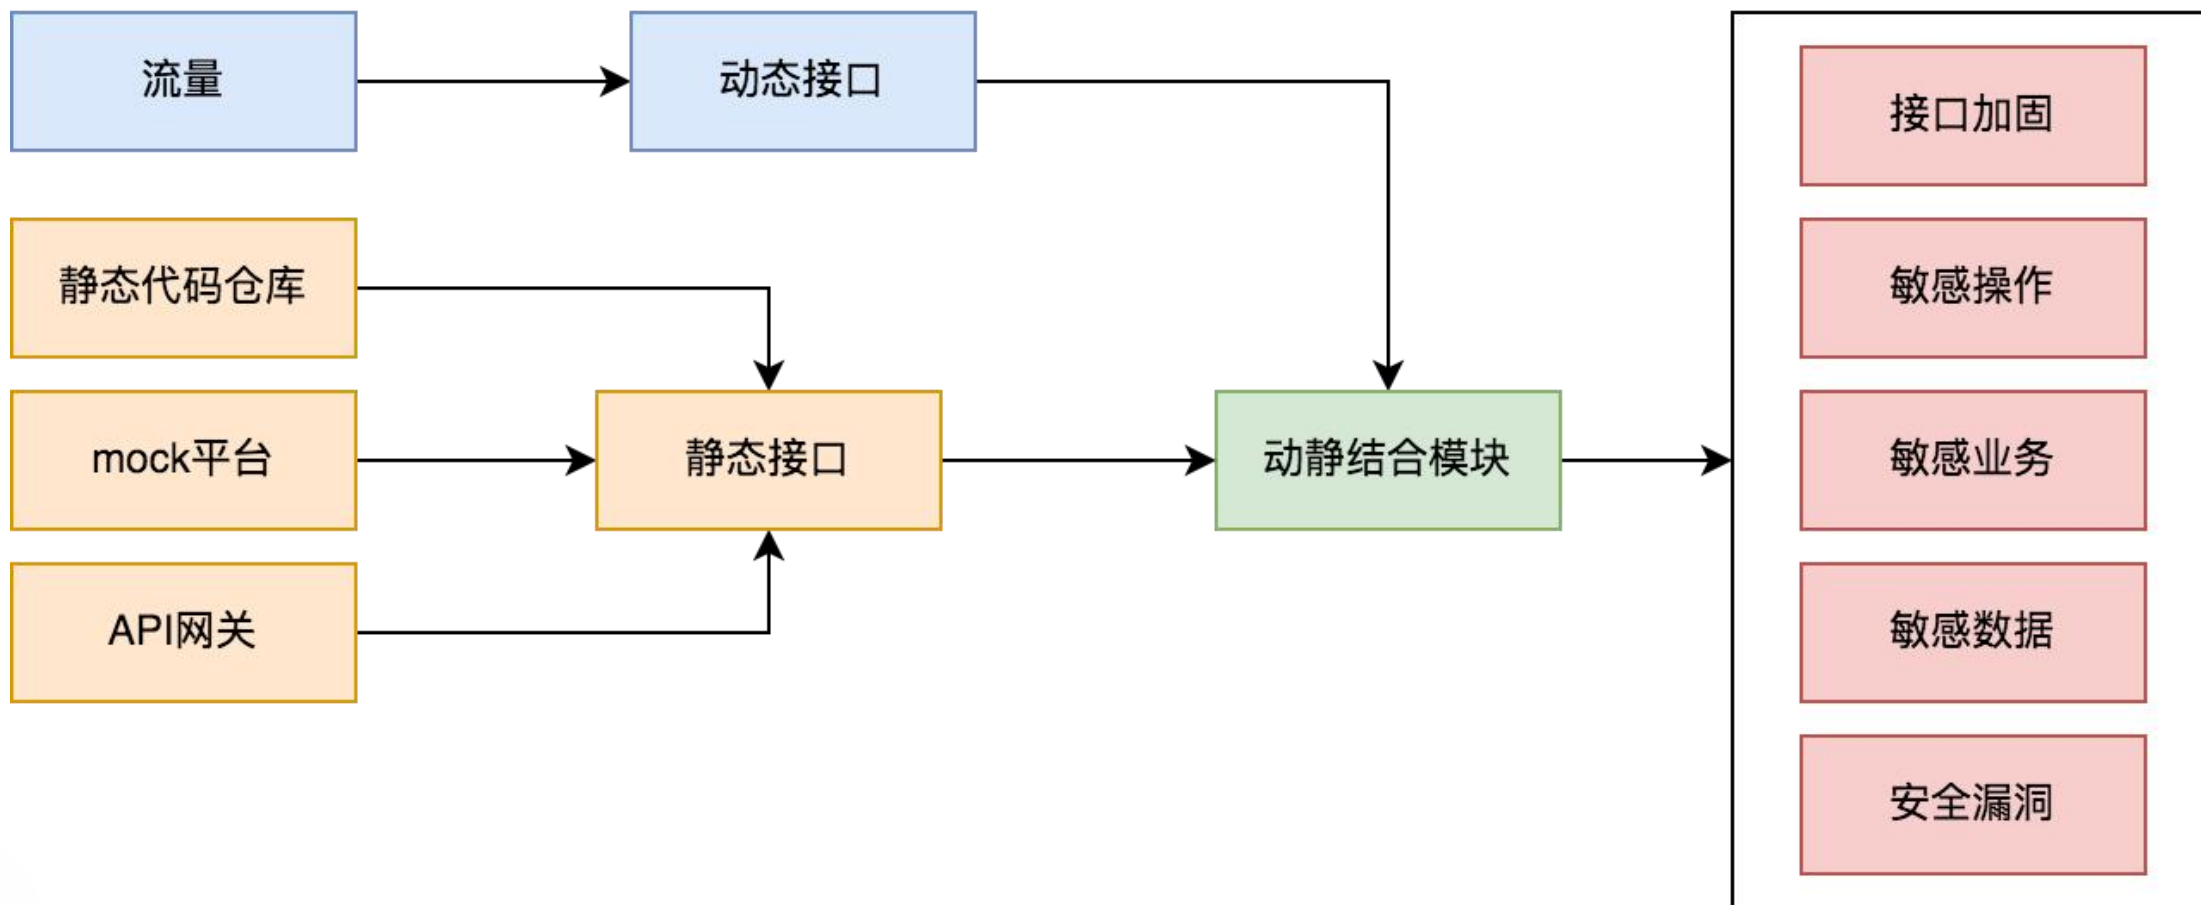 流量
动态接口
静态代码仓库
mock平台
API网关
静态接口
动静结合模块
接口加固
敏感操作
敏感业务
敏感数据
安全漏洞